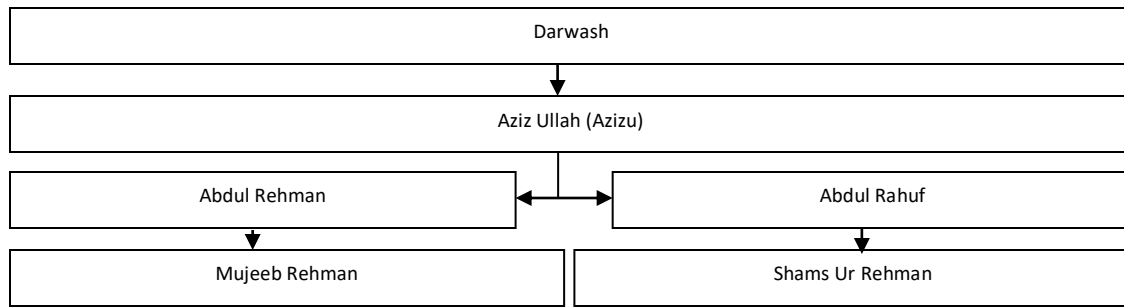 Darwash
Aziz Ullah (Azizu)
Abdul Rehman
Abdul Rahuf
Mujeeb Rehman
Shams Ur Rehman